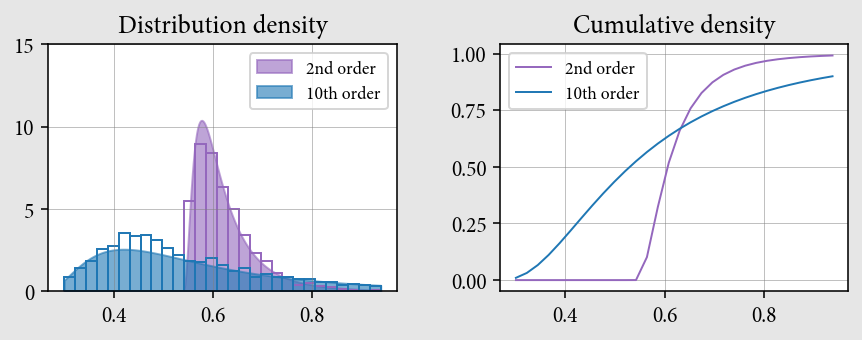 Distribution density
15
10
5
0
0.4 0.6 0.8
2nd order
10th order
Cumulative density
1.00
0.75
0.50
0.25
0.00
0.4 0.6 0.8
2nd order
10th order